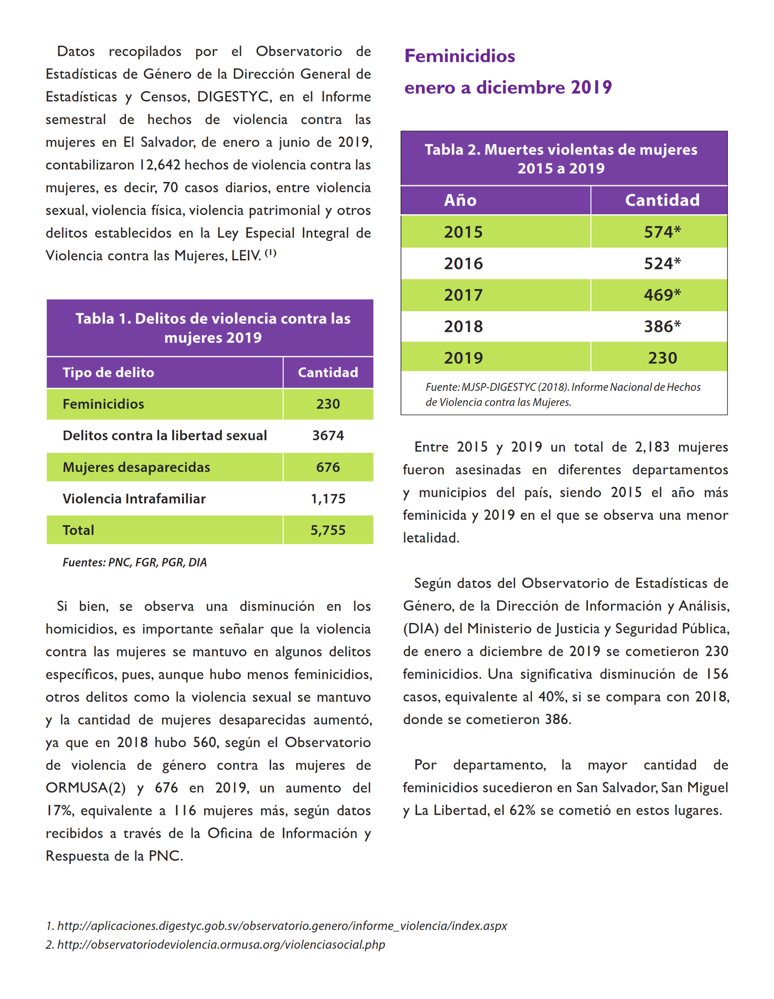 Datos recopilados por el Observatorio de
Estadísticas de Género de la Dirección General de
Estadísticas y Censos, DIGESTYC, en el Informe
semestral de hechos de violencia contra las
mujeres en El Salvador, de enero a junio de 2019,
contabilizaron 12,642 hechos de violencia contra las
mujeres, es decir, 70 casos diarios, entre violencia
sexual, violencia física, violencia patrimonial y otros
delitos establecidos en la Ley Especial Integral de
Violencia contra las Mujeres, LEIV. (1)
Tabla 1. Delitos de violencia contra las
mujeres 2019
Tipo de delito Cantidad
Feminicidios 230
Delitos contra la libertad sexual 3674
Mujeres desaparecidas 676
Violencia Intrafamiliar 1,175
Total 5,755
Fuentes: PNC, FGR, PGR, DIA
Si bien, se observa una disminución en los
homicidios, es importante señalar que la violencia
contra las mujeres se mantuvo en algunos delitos
específicos, pues, aunque hubo menos feminicidios,
otros delitos como la violencia sexual se mantuvo
y la cantidad de mujeres desaparecidas aumentó,
ya que en 2018 hubo 560, según el Observatorio
de violencia de género contra las mujeres de
ORMUSA(2) y 676 en 2019, un aumento del
17%, equivalente a 116 mujeres más, según datos
recibidos a través de la Oficina de Información y
Respuesta de la PNC.
Feminicidios
enero a diciembre 2019
Tabla 2. Muertes violentas de mujeres
2015 a 2019
Año Cantidad
2015 574*
2016 524*
2017 469*
2018 386*
2019 230
Fuente: MJSP-DIGESTYC (2018). Informe Nacional de Hechos
de Violencia contra las Mujeres.
Entre 2015 y 2019 un total de 2,183 mujeres
fueron asesinadas en diferentes departamentos
y municipios del país, siendo 2015 el año más
feminicida y 2019 en el que se observa una menor
letalidad.
Según datos del Observatorio de Estadísticas de
Género, de la Dirección de Información y Análisis,
(DIA) del Ministerio de Justicia y Seguridad Pública,
de enero a diciembre de 2019 se cometieron 230
feminicidios. Una significativa disminución de 156
casos, equivalente al 40%, si se compara con 2018,
donde se cometieron 386.
Por departamento, la mayor cantidad de
feminicidios sucedieron en San Salvador, San Miguel
y La Libertad, el 62% se cometió en estos lugares.
1. http://aplicaciones.digestyc.gob.sv/observatorio.genero/informe_violencia/index.aspx
2. http://observatoriodeviolencia.ormusa.org/violenciasocial.php